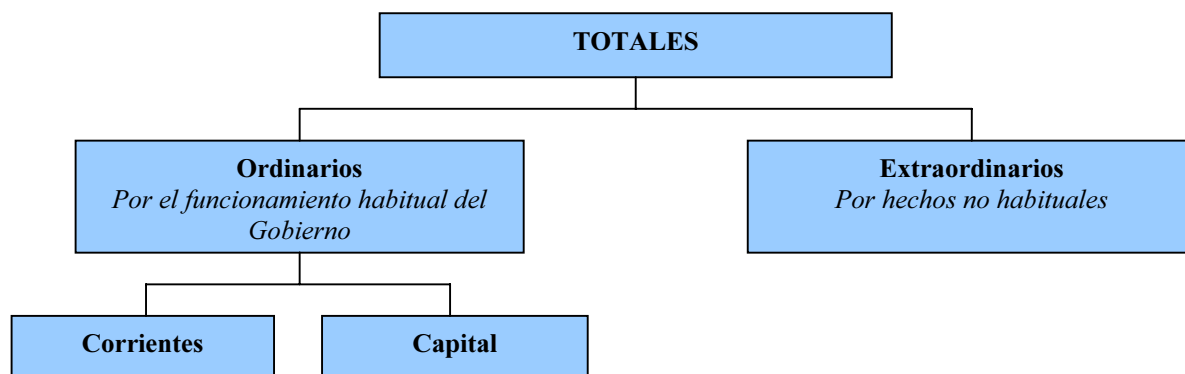 TOTALES
Ordinarios
Por el funcionamiento habitual del
Gobierno
Extraordinarios
Por hechos no habituales
Corrientes
Capital